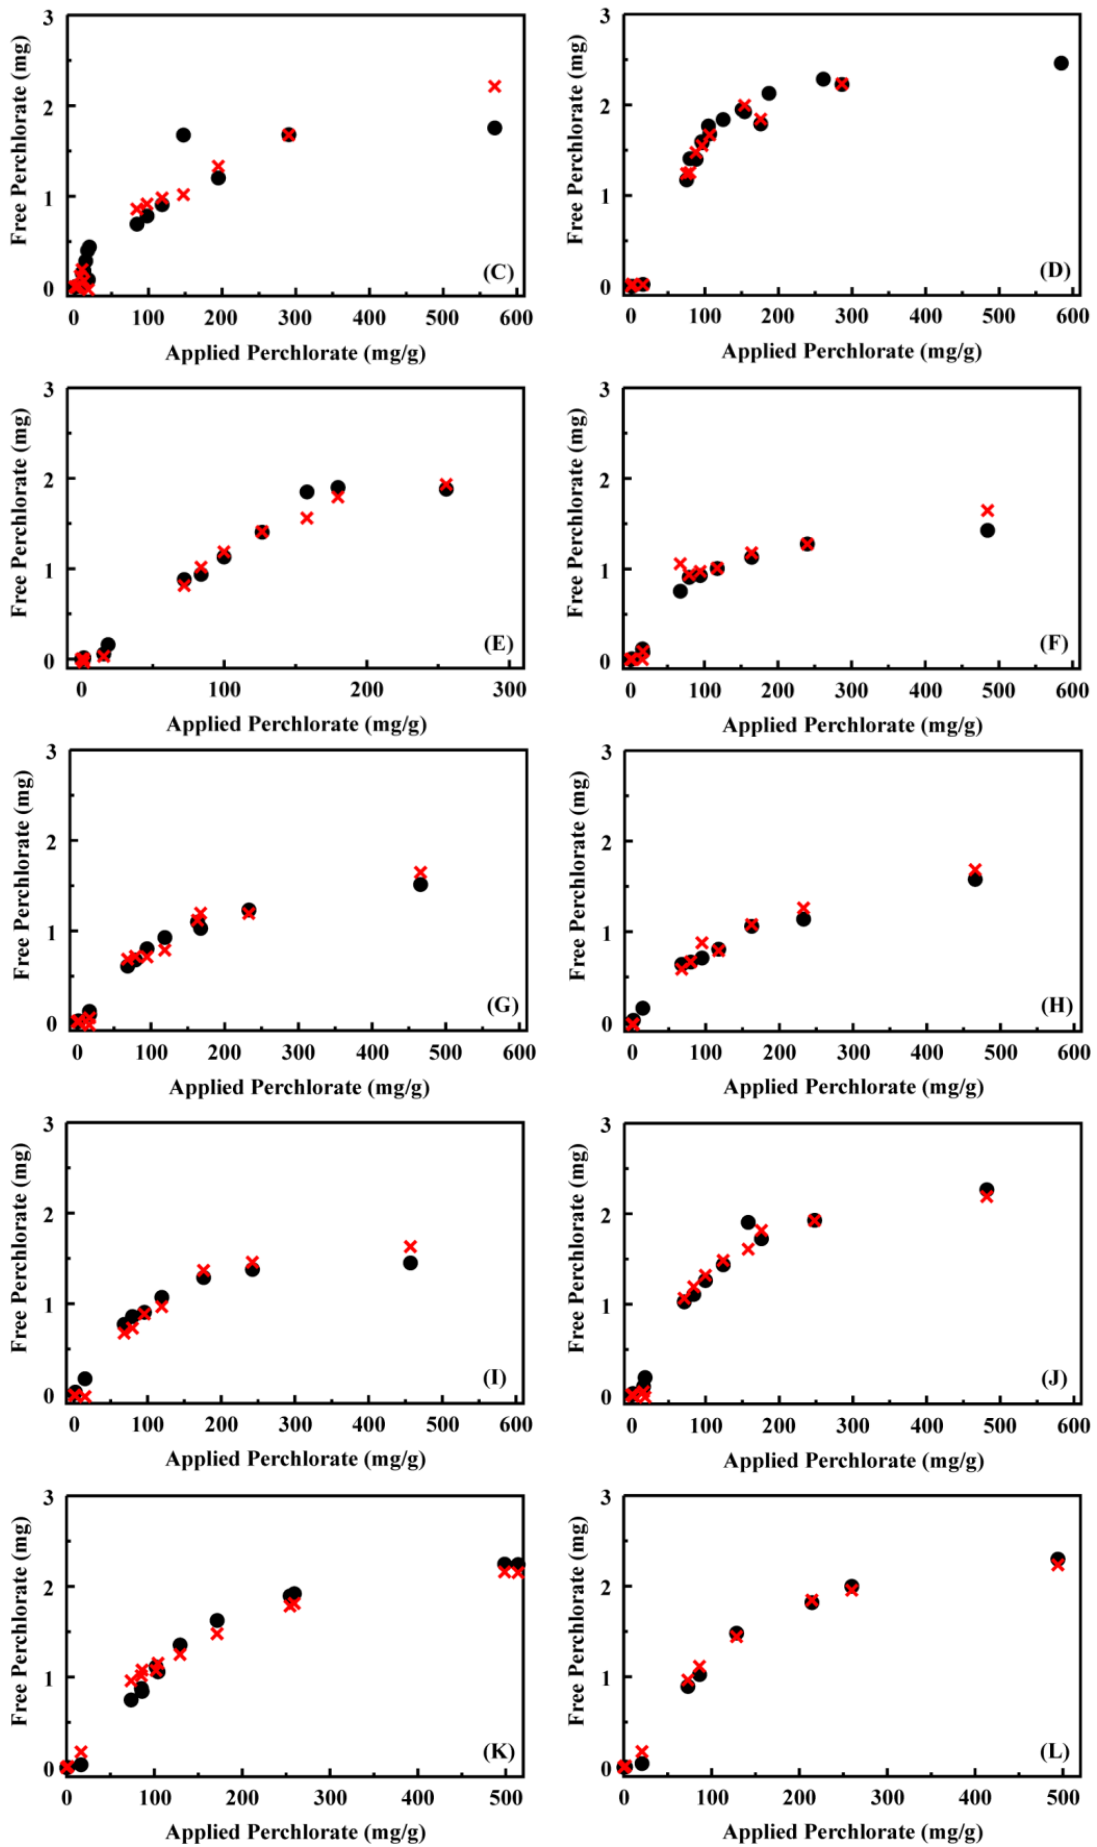 3
2
1
0
Free Perchlorate (mg)
(C)
0 100 200 300 400 500 600
Applied Perchlorate (mg/g)
3
2
1
0
Free Perchlorate (mg)
(D)
0 100 200 300 400 500 600
Applied Perchlorate (mg/g)
3
2
1
0
Free Perchlorate (mg)
(E)
0 100 200 300
Applied Perchlorate (mg/g)
3
2
1
0
Free Perchlorate (mg)
(F)
0 100 200 300 400 500 600
Applied Perchlorate (mg/g)
3
2
1
0
Free Perchlorate (mg)
(G)
0 100 200 300 400 500 600
Applied Perchlorate (mg/g)
3
2
1
0
Free Perchlorate (mg)
(H)
0 100 200 300 400 500 600
Applied Perchlorate (mg/g)
3
2
1
0
Free Perchlorate (mg)
(I)
0 100 200 300 400 500 600
Applied Perchlorate (mg/g)
3
2
1
0
Free Perchlorate (mg)
(J)
0 100 200 300 400 500 600
Applied Perchlorate (mg/g)
3
2
1
0
Free Perchlorate (mg)
(K)
0 100 200 300 400 500
Applied Perchlorate (mg/g)
3
2
1
0
Free Perchlorate (mg)
(L)
0 100 200 300 400 500
Applied Perchlorate (mg/g)